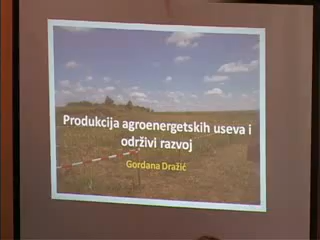 Produkcija agroenergetskih useva i
održivi razvoj
Gordana Dražić